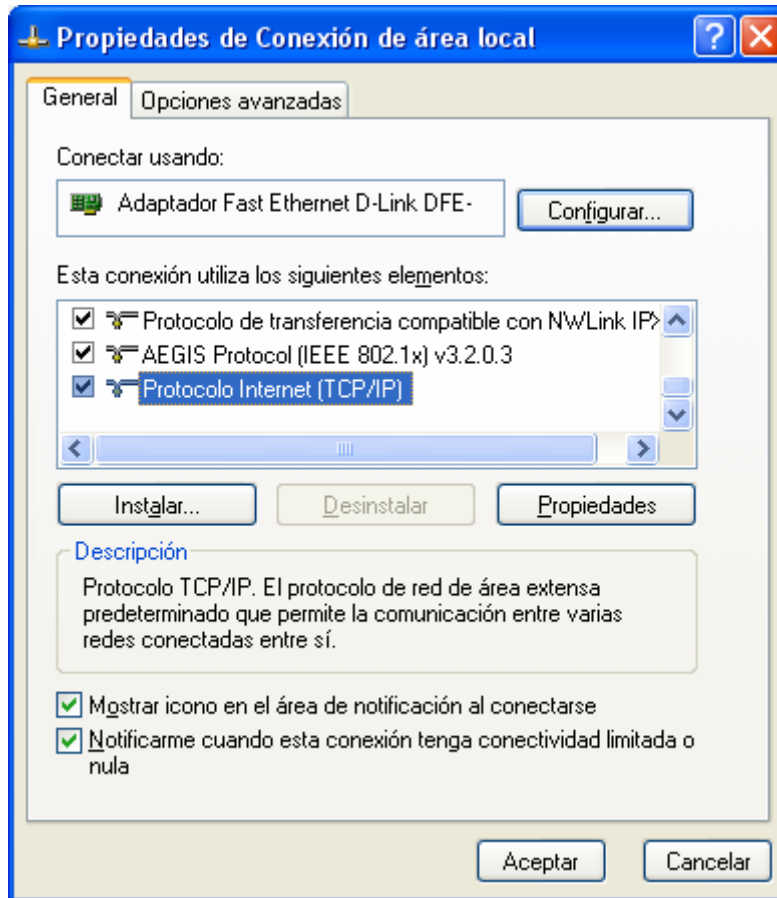 Propiedades de Conexión de área local
General
Opciones avanzadas
Conectar usando:
Adaptador Fast Ethernet D-Link DFE-
Configurar...
Esta conexión utiliza los siguientes elementos:
Protocolo de transferencia compatible con NWLink IPX
AEGIS Protocol (IEEE 802.1x) v3.2.0.3
Protocolo Internet (TCP/IP)
Instalar...
Desinstalar
Propiedades
Descripción
Protocolo TCP/IP. El protocolo de red de área extensa
predeterminado que permite la comunicación entre varias
redes conectadas entre sí.
Mostrar icono en el área de notificación al conectarse
Notificarme cuando esta conexión tenga conectividad limitada o
nula
Aceptar
Cancelar